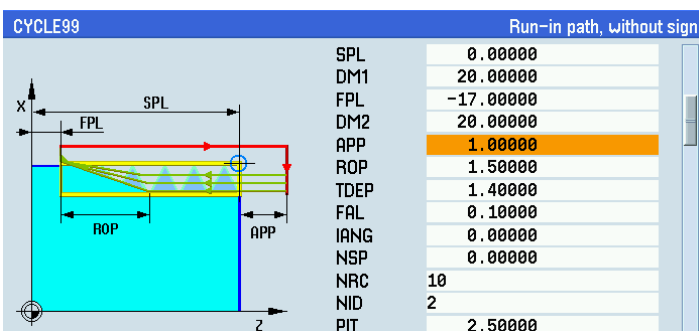 CYCLE99 Run-in path, without sign
SPL 0.00000
DM1 20.00000
FPL -17.00000
DM2 20.00000
APP 1.00000
ROP 1.50000
TDEP 1.40000
FAL 0.10000
IANG 0.00000
NSP 0.00000
NRC 10
NID 2
PIT 2.50000
X
SPL
FPL
ROP
APP
Z